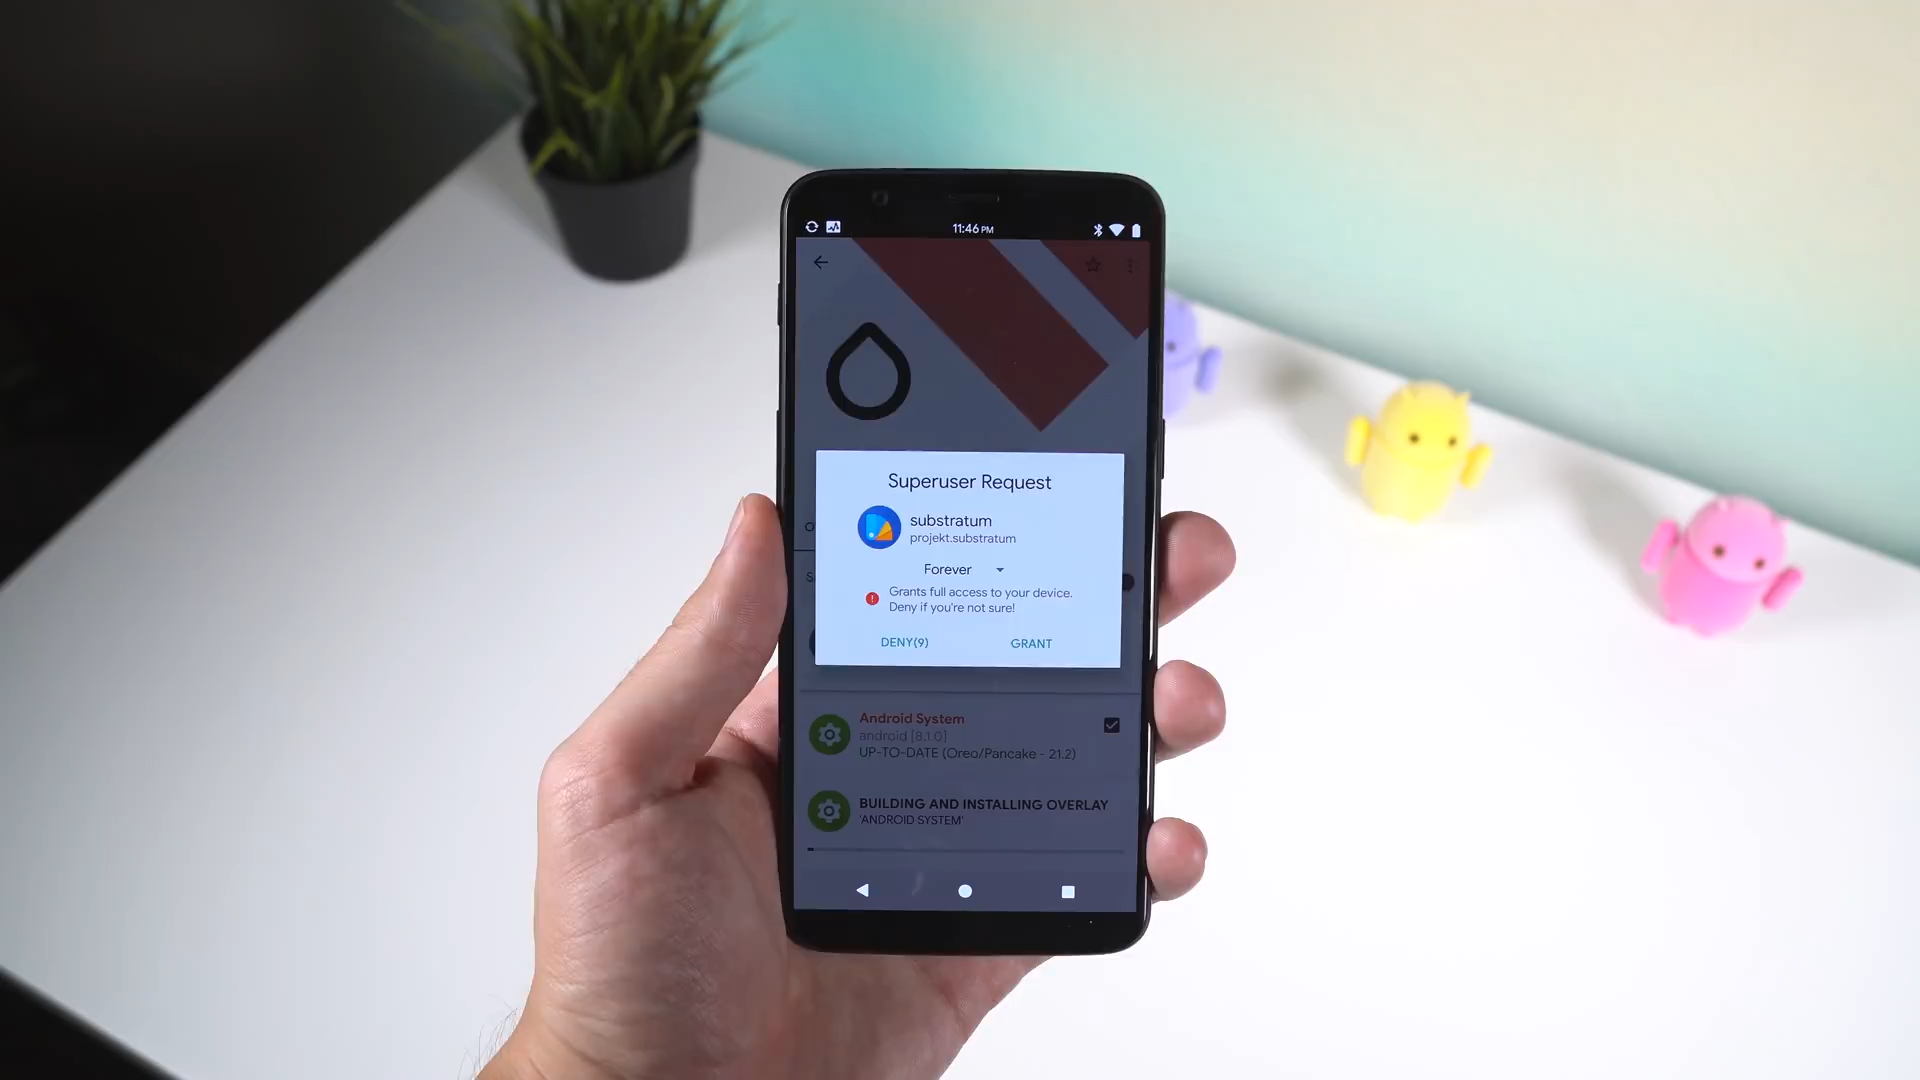 11:46 PM
Superuser Request
substratum
projekt.substratum
Forever
Grants full access to your device.
Deny if you're not sure!
DENY(9)
GRANT
Android System
android [8.1.0]
UP-TO-DATE (Oreo/Pancake - 21.2)
BUILDING AND INSTALLING OVERLAY
'ANDROID SYSTEM'